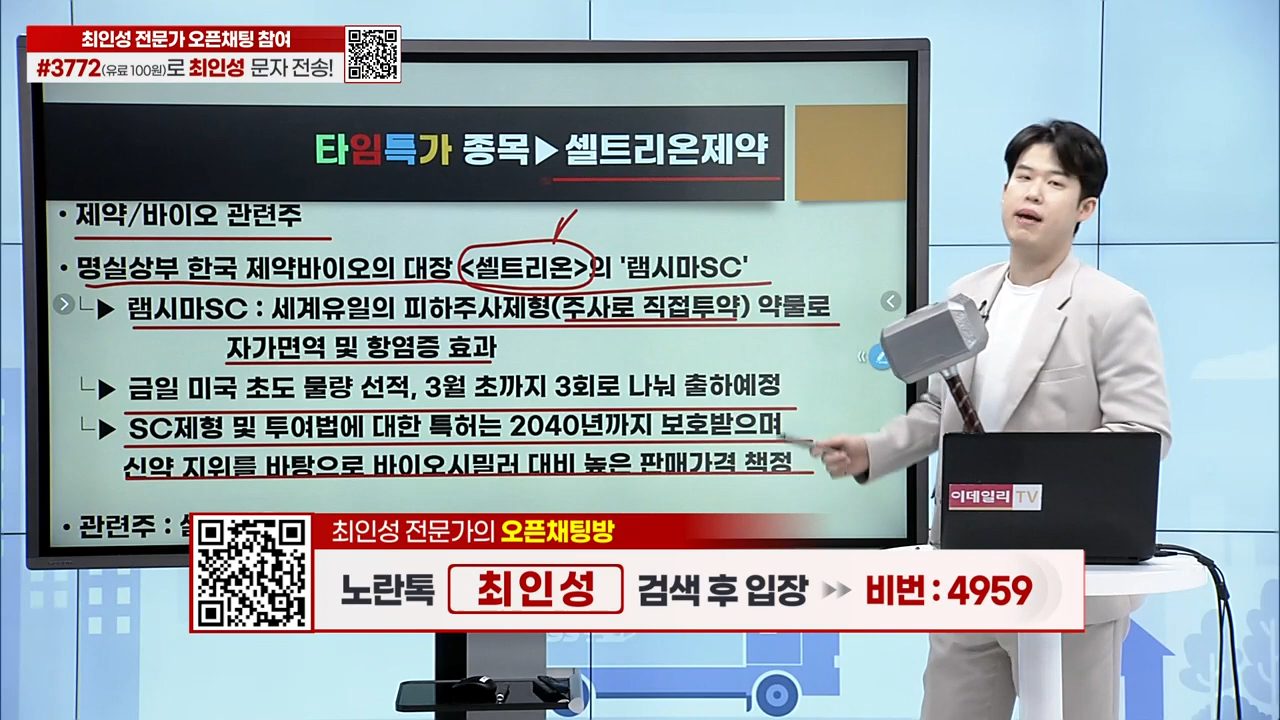 최인성 전문가 오픈채팅 참여
#3772(유료 100원)로 최인성 문자 전송!
타임특가 종목▶셀트리온제약
• 제약/바이오 관련주
• 명실상부 한국 제약바이오의 대장 <셀트리온>의 '램시마SC'
└▶ 램시마SC : 세계유일의 피하주사제형(주사로 직접투약) 약물로
자가면역 및 항염증 효과
└▶ 금일 미국 초도 물량 선적, 3월 초까지 3회로 나눠 출하예정
└▶ SC제형 및 투여법에 대한 특허는 2040년까지 보호받으며
신약 지위를 바탕으로 바이오시밀러 대비 높은 판매가격 책정
• 관련주 :
이데일리 TV
최인성 전문가의 오픈채팅방
노란톡 최인성 검색 후 입장 비번 : 4959